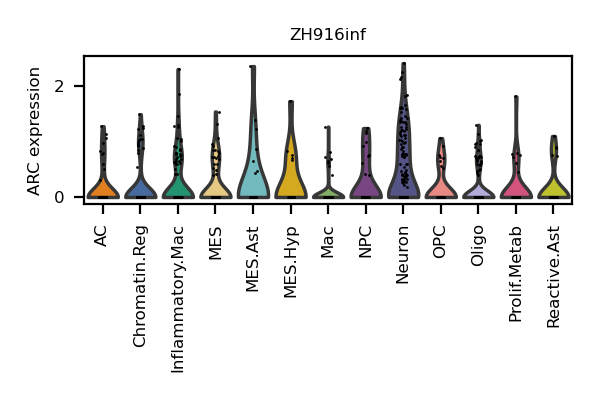 ZH916inf
ARC expression
2
0
AC
Chromatin.Reg
Inflammatory.Mac
MES
MES.Ast
MES.Hyp
Mac
NPC
Neuron
OPC
Oligo
Prolif.Metab
Reactive.Ast